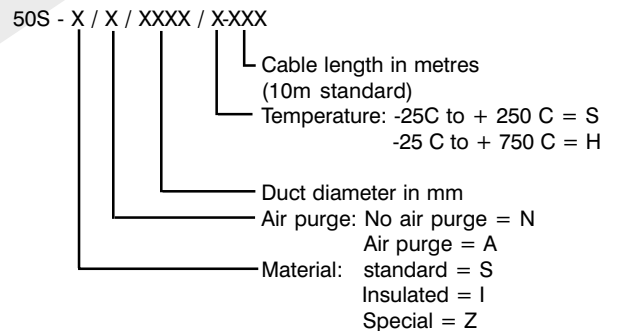 50S - X / X / XXXX / X-XXX
Cable length in metres
(10m standard)
Temperature: -25C to + 250 C = S
-25 C to + 750 C = H
Duct diameter in mm
Air purge: No air purge = N
Air purge = A
Material: standard = S
Insulated = I
Special = Z